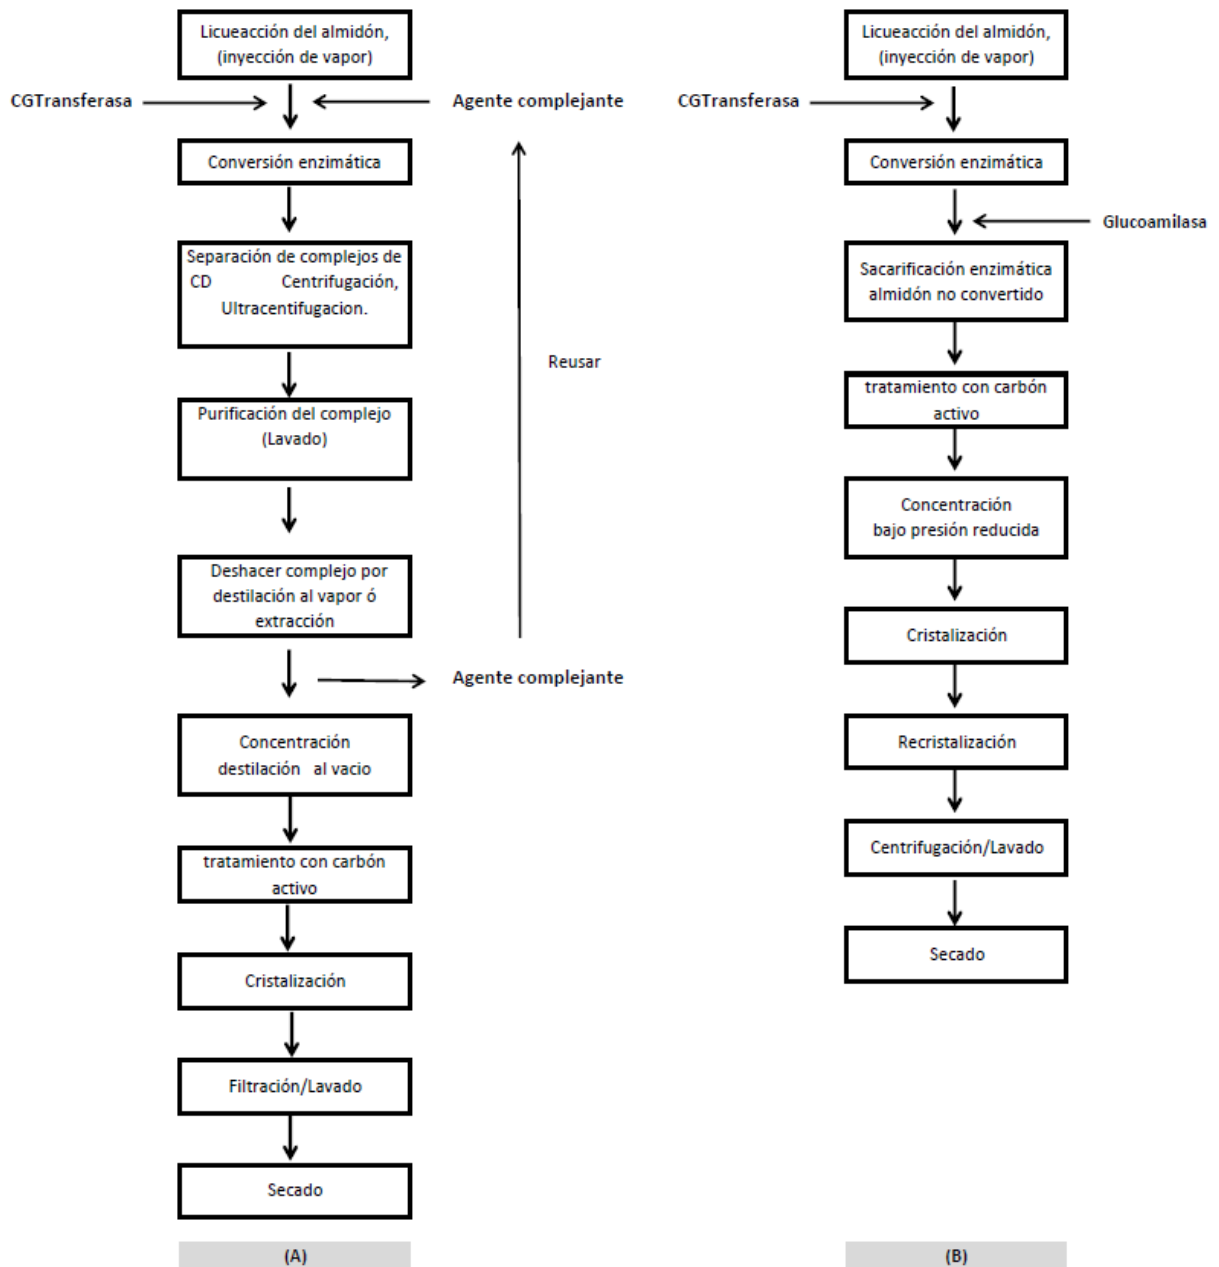 Licueacción del almidón,
(inyección de vapor)
CGTransferasa
Agente complejante
Conversión enzimática
Separación de complejos de
CD Centrifugación,
Ultracentifugacion.
Reusar
Purificación del complejo
(Lavado)
Deshacer complejo por
destilación al vapor ó
extracción
Agente complejante
Concentración
destilación al vacio
tratamiento con carbón
activo
Cristalización
Filtración/Lavado
Secado
(A)
Licueacción del almidón,
(inyección de vapor)
CGTransferasa
Conversión enzimática
Glucoamilasa
Sacarificación enzimática
almidón no convertido
tratamiento con carbón
activo
Concentración
bajo presión reducida
Cristalización
Recristalización
Centrifugación/Lavado
Secado
(B)